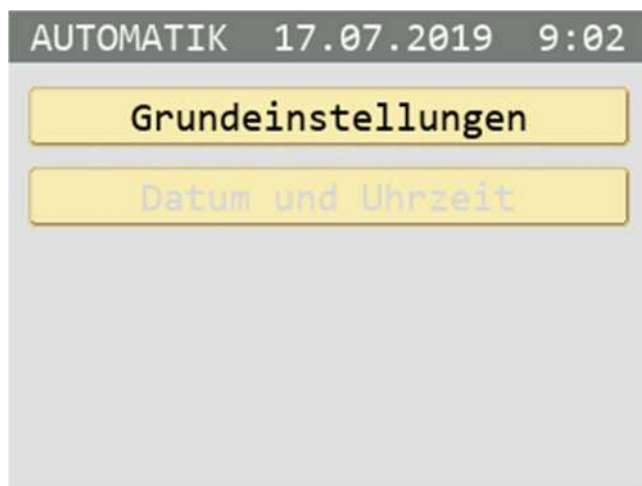 AUTOMATIK 17.07.2019 9:02
Grundeinstellungen
Datum und Uhrzeit